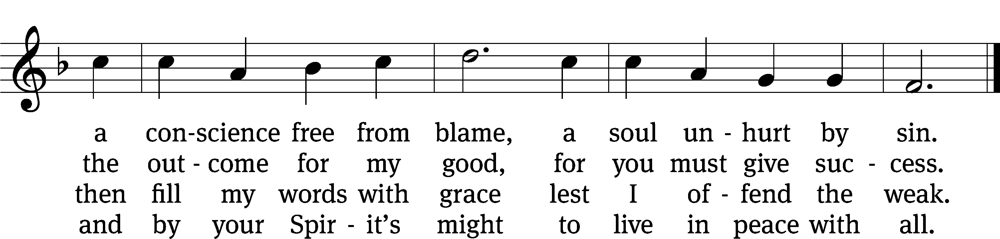 a con-science free from blame, a soul un - hurt by sin.
the out - come for my good, for you must give suc - cess.
then fill my words with grace lest I of - fend the weak.
and by your Spir - it’s might to live in peace with all.